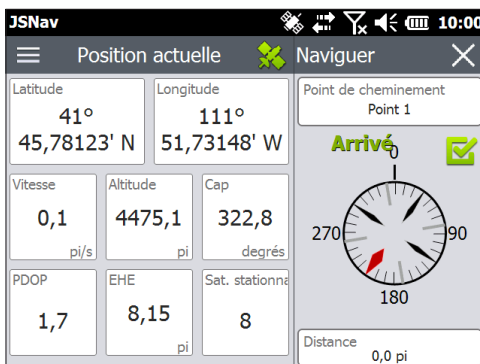 JSNav 10:00
Position actuelle
Naviguer
Latitude
41°
45,78123' N
Longitude
111°
51,73148' W
Vitesse
0,1
pi/s
Altitude
4475,1
pi
Cap
322,8
degrés
PDOP
1,7
EHE
8,15
pi
Sat. stationna
8
Point de cheminement
Point 1
Arrivé
0
270
90
180
Distance
0,0 pi